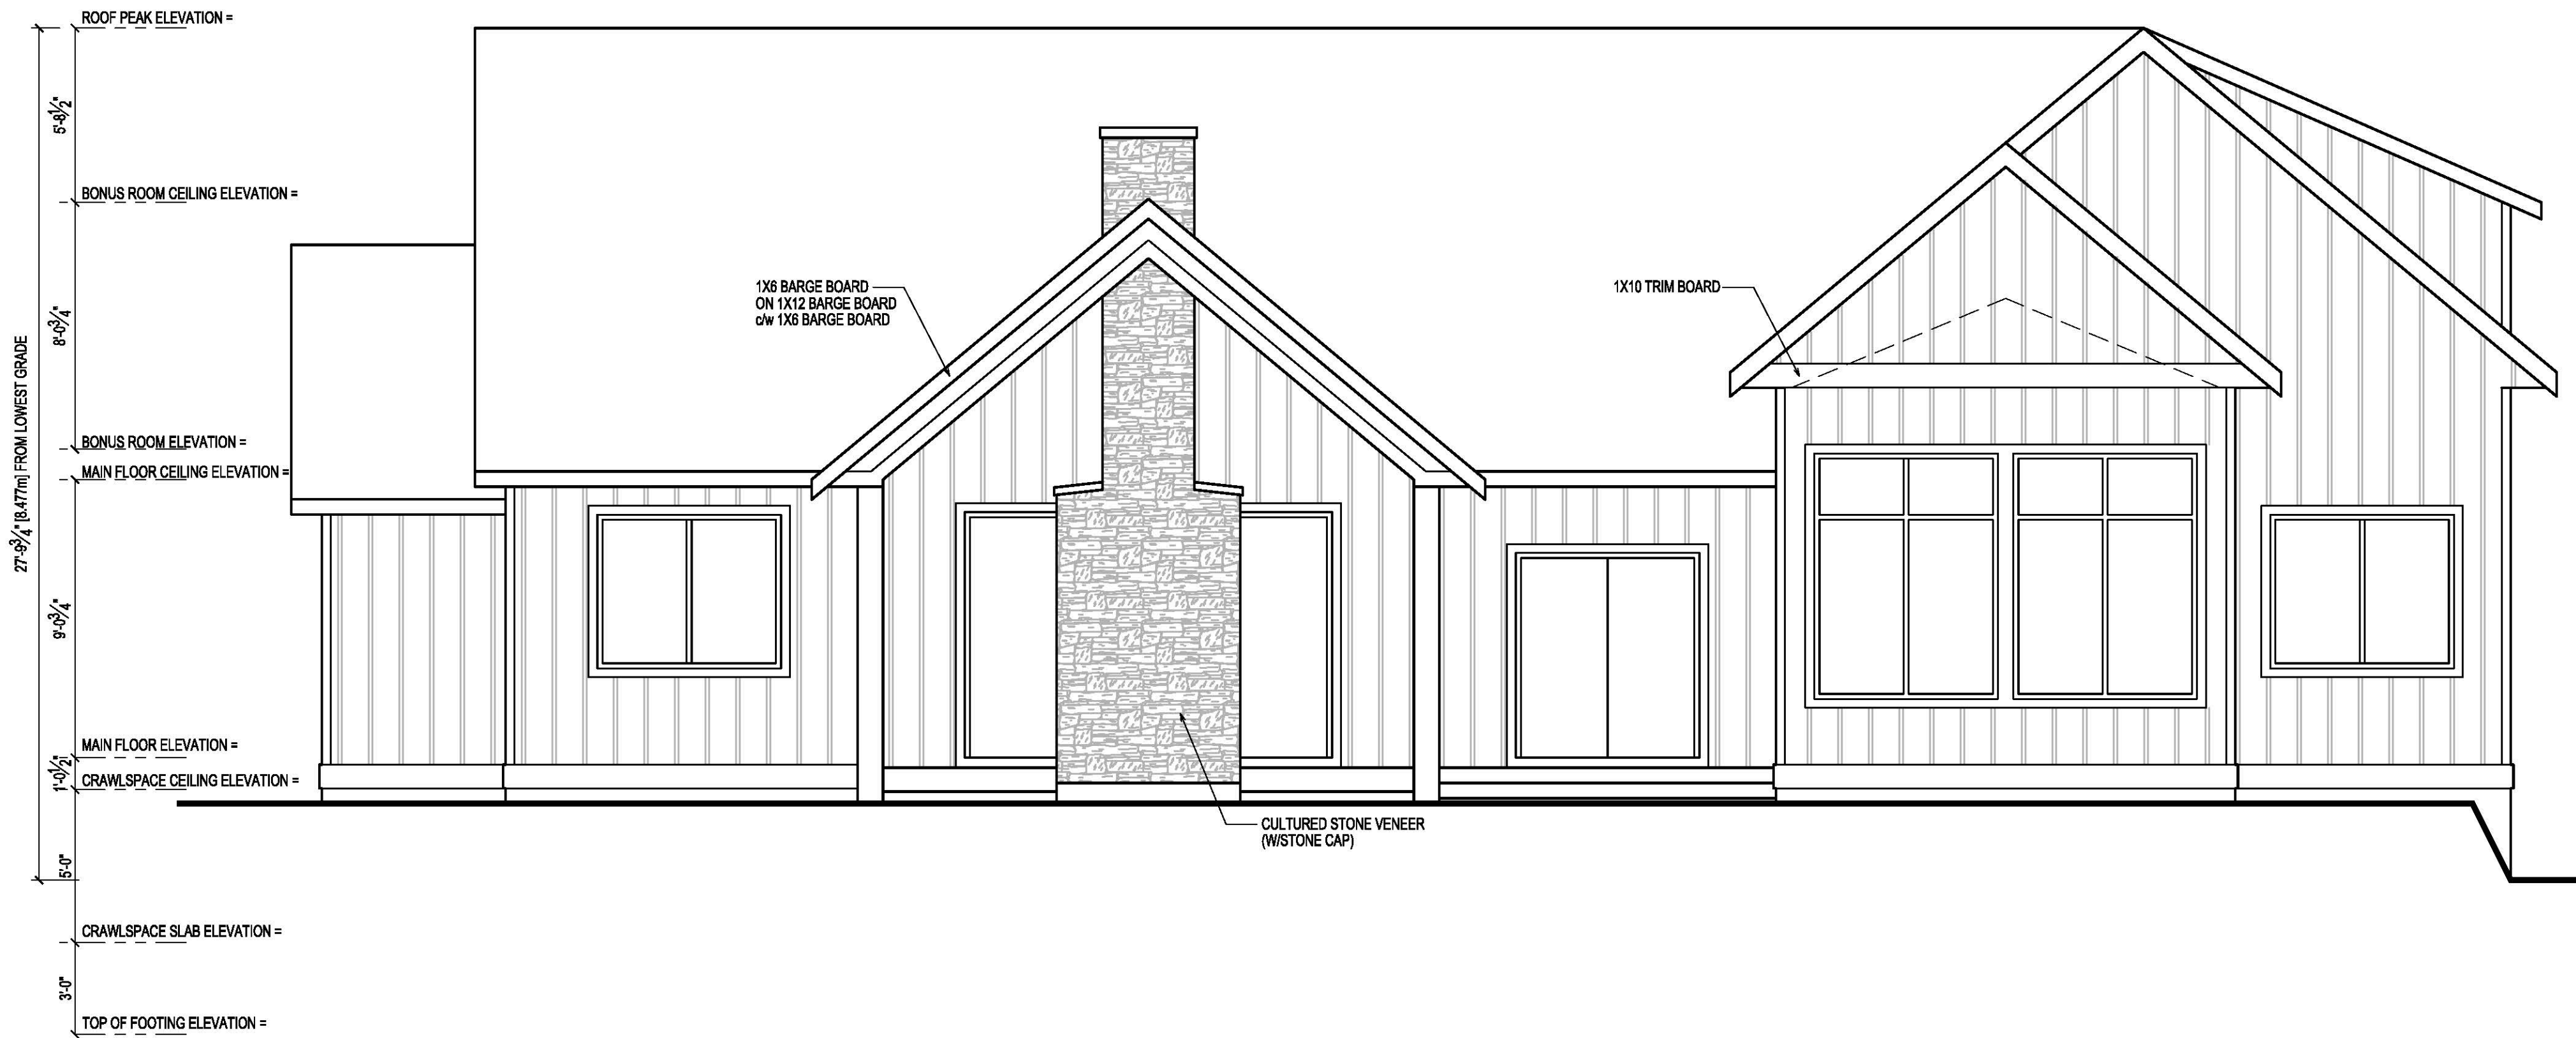 ROOF PEAK ELEVATION =
5'-8½"
BONUS ROOM CEILING ELEVATION =
8'-0¾"
1X6 BARGE BOARD
ON 1X12 BARGE BOARD
c/w 1X6 BARGE BOARD
1X10 TRIM BOARD
27'-9¾" [8.477m] FROM LOWEST GRADE
BONUS ROOM ELEVATION =
MAIN FLOOR CEILING ELEVATION =
9'-0¾"
MAIN FLOOR ELEVATION =
1'-0½"
CRAWLSPACE CEILING ELEVATION =
CULTURED STONE VENEER
(W/STONE CAP)
5'-0"
CRAWLSPACE SLAB ELEVATION =
3'-0"
TOP OF FOOTING ELEVATION =